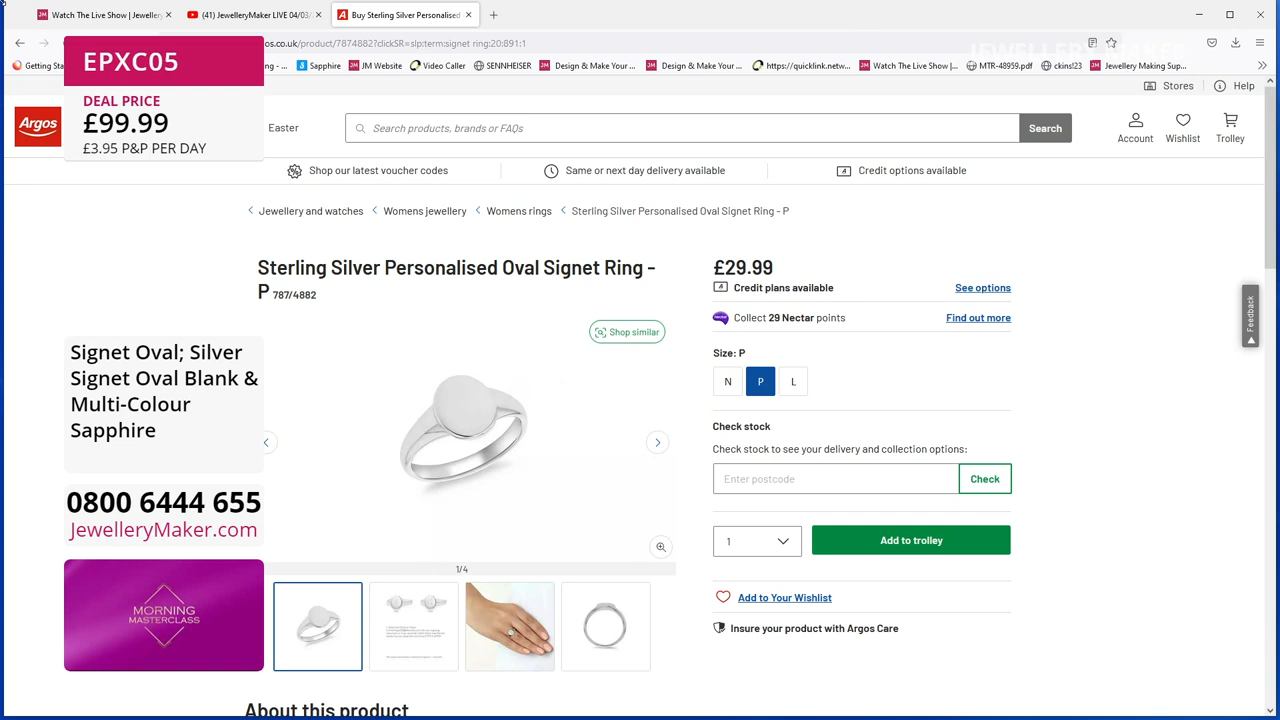 Watch The Live Show | Jewellery
(41) JewelleryMaker LIVE 04/03/
Buy Sterling Silver Personalised
os.co.uk/product/7874882?clickSR=slp:term:signet ring:20:891:1
JEWELLERY MAKER
Getting Sta
ng - ...
Sapphire
JM Website
Video Caller
SENNHEISER
Design & Make Your ...
Design & Make Your ...
https://quicklink.netw...
Watch The Live Show |...
MTR-48959.pdf
ckins!23
Jewellery Making Sup...
EPXC05
DEAL PRICE
£99.99
£3.95 P&P PER DAY
Stores
Help
Argos
Easter
Search products, brands or FAQs
Search
Account
Wishlist
Trolley
Shop our latest voucher codes
Same or next day delivery available
Credit options available
Jewellery and watches
Womens jewellery
Womens rings
Sterling Silver Personalised Oval Signet Ring - P
Sterling Silver Personalised Oval Signet Ring -
P 787/4882
Shop similar
£29.99
Credit plans available
See options
nectar
Collect 29 Nectar points
Find out more
Size: P
N
P
L
Check stock
Check stock to see your delivery and collection options:
Enter postcode
Check
1
Add to trolley
Add to Your Wishlist
Insure your product with Argos Care
Feedback
Signet Oval; Silver
Signet Oval Blank &
Multi-Colour
Sapphire
0800 6444 655
JewelleryMaker.com
MORNING
MASTERCLASS
1/4
About this product